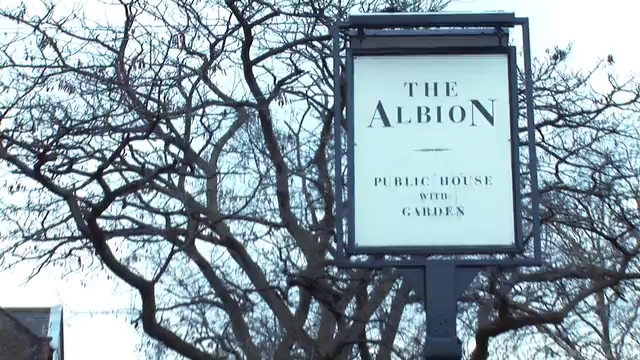 THE
ALBION
PUBLIC HOUSE
WITH
GARDEN